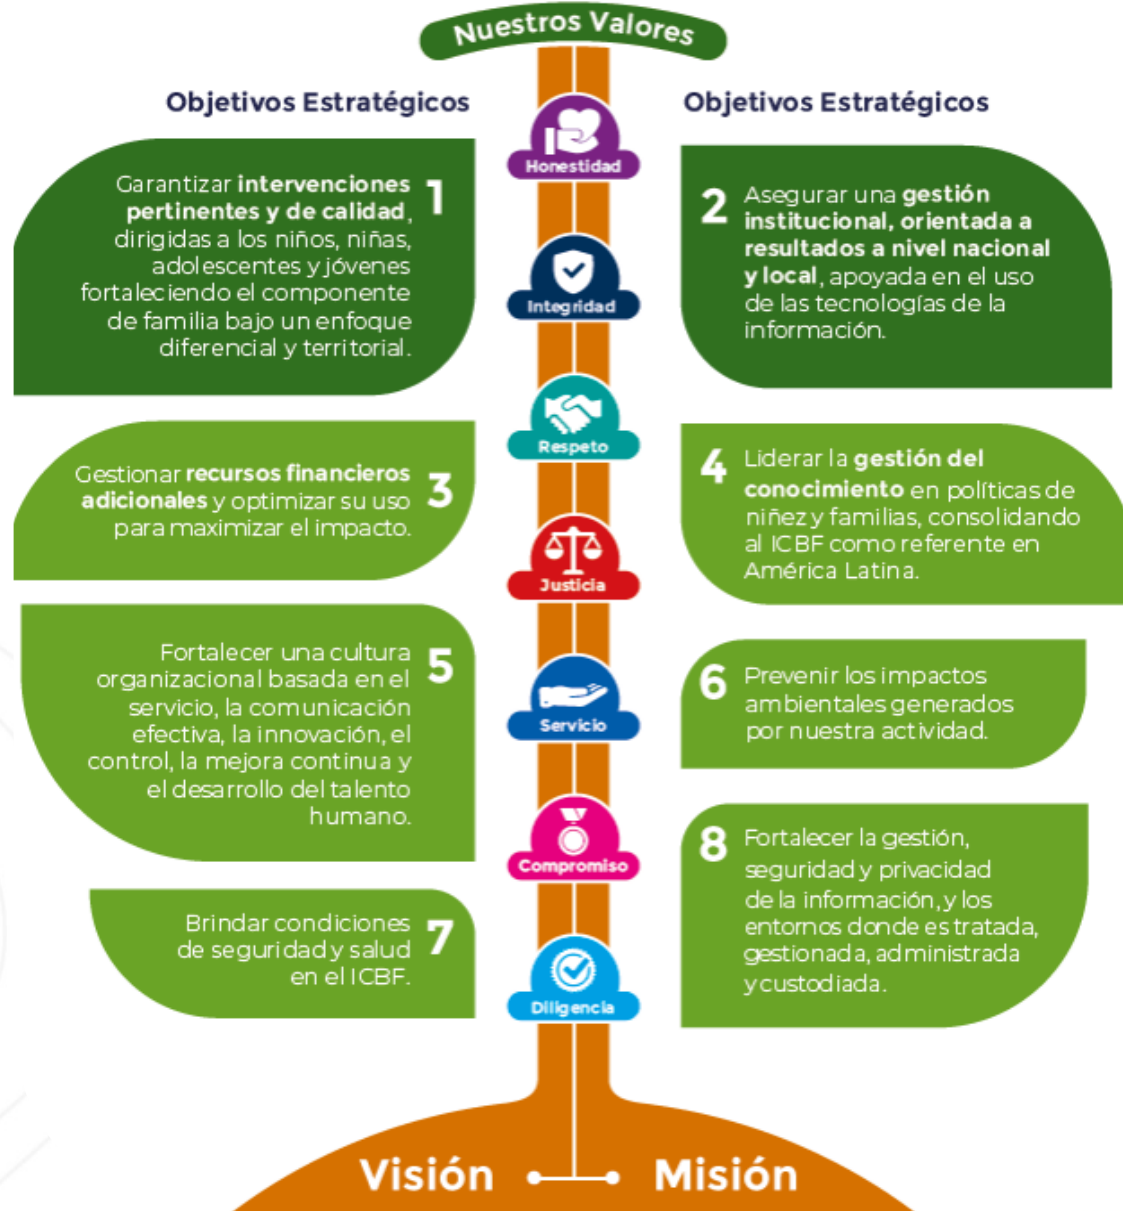 Nuestros Valores
Objetivos Estratégicos
Objetivos Estratégicos
Honestidad
1
Garantizar intervenciones
pertinentes y de calidad,
dirigidas a los niños, niñas,
adolescentes y jóvenes
fortaleciendo el componente
de familia bajo un enfoque
diferencial y territorial.
2
Asegurar una gestión
institucional, orientada a
resultados a nivel nacional
y local, apoyada en el uso
de las tecnologías de la
información.
Integridad
Respeto
3
Gestionar recursos financieros
adicionales y optimizar su uso
para maximizar el impacto.
4
Liderar la gestión del
conocimiento en políticas de
niñez y familias, consolidando
al ICBF como referente en
América Latina.
Justicia
5
Fortalecer una cultura
organizacional basada en el
servicio, la comunicación
efectiva, la innovación, el
control, la mejora continua y
el desarrollo del talento
humano.
6
Prevenir los impactos
ambientales generados
por nuestra actividad.
Servicio
Compromiso
7
Brindar condiciones
de seguridad y salud
en el ICBF.
8
Fortalecer la gestión,
seguridad y privacidad
de la información, y los
entornos donde es tratada,
gestionada, administrada
y custodiada.
Diligencia
Visión
Misión